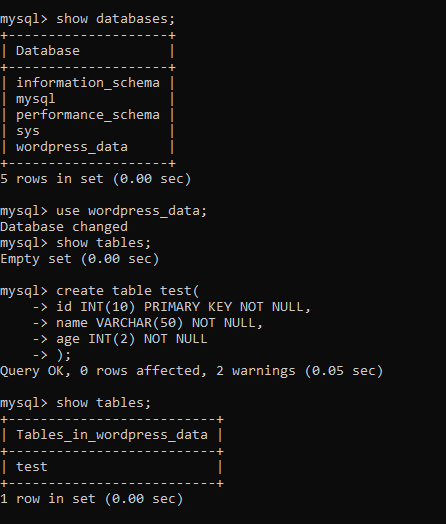 mysql> show databases;
+--------------------+
| Database           |
+--------------------+
| information_schema |
| mysql              |
| performance_schema |
| sys                |
| wordpress_data     |
+--------------------+
5 rows in set (0.00 sec)
mysql> use wordpress_data;
Database changed
mysql> show tables;
Empty set (0.00 sec)
mysql> create table test(
    -> id INT(10) PRIMARY KEY NOT NULL,
    -> name VARCHAR(50) NOT NULL,
    -> age INT(2) NOT NULL
    -> );
Query OK, 0 rows affected, 2 warnings (0.05 sec)
mysql> show tables;
+--------------------------+
| Tables_in_wordpress_data |
+--------------------------+
| test                     |
+--------------------------+
1 row in set (0.00 sec)